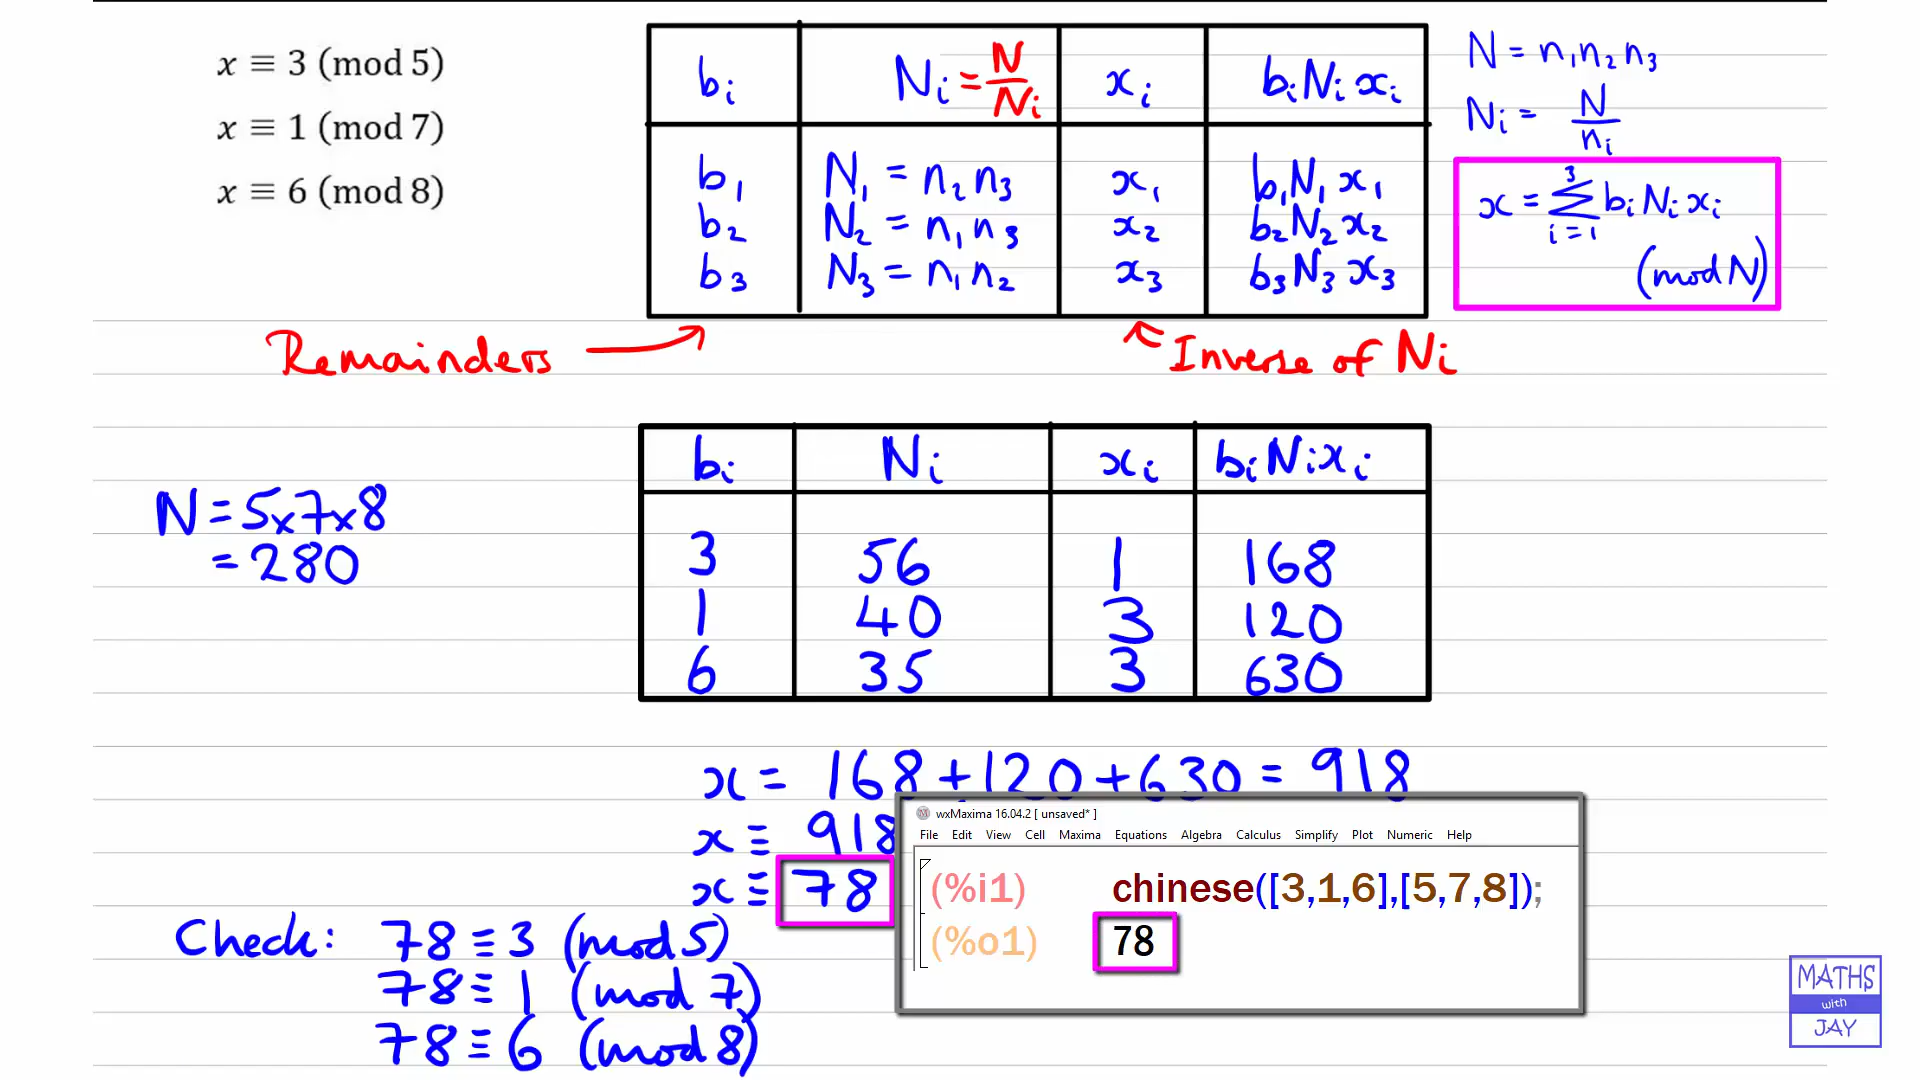 x ≡ 3 (mod 5)
x ≡ 1 (mod 7)
x ≡ 6 (mod 8)
bᵢ Nᵢ = N/Nᵢ xᵢ bᵢNᵢxᵢ
b₁ N₁ = n₂n₃ x₁ b₁N₁x₁
b₂ N₂ = n₁n₃ x₂ b₂N₂x₂
b₃ N₃ = n₁n₂ x₃ b₃N₃x₃
N = n₁n₂n₃
Nᵢ = N/nᵢ
x = 3 Σ i=1 bᵢNᵢxᵢ
(mod N)
Remainders
Inverse of Nᵢ
N = 5×7×8
= 280
bᵢ Nᵢ xᵢ bᵢNᵢxᵢ
3 56 1 168
1 40 3 120
6 35 3 630
x = 168 + 120 + 630 = 918
x ≡ 918
x ≡ 78
wxMaxima 16.04.2 [ unsaved* ]
File Edit View Cell Maxima Equations Algebra Calculus Simplify Plot Numeric Help
(%i1) chinese([3,1,6],[5,7,8]);
(%o1) 78
Check: 78 ≡ 3 (mod 5)
78 ≡ 1 (mod 7)
78 ≡ 6 (mod 8)
MATHS
with
JAY